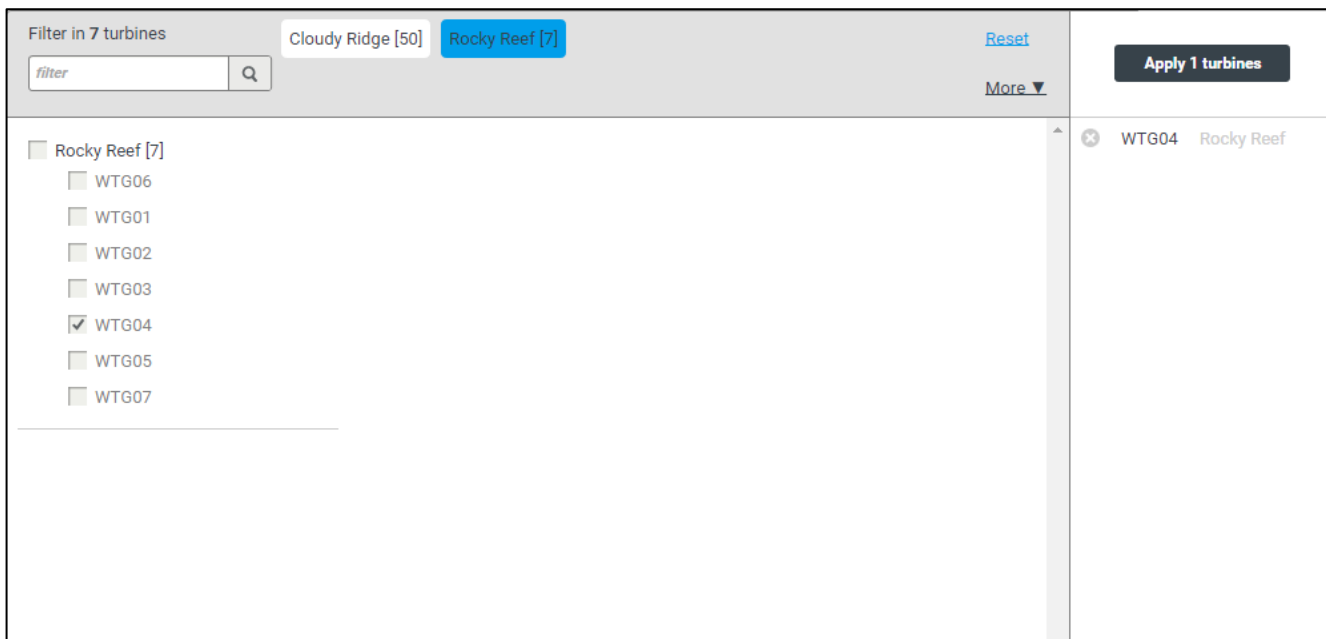 Filter in 7 turbines
Cloudy Ridge [50]
Rocky Reef [7]
Reset
filter
More ▼
Apply 1 turbines
Rocky Reef [7]
WTG06
WTG01
WTG02
WTG03
WTG04
WTG05
WTG07
WTG04 Rocky Reef